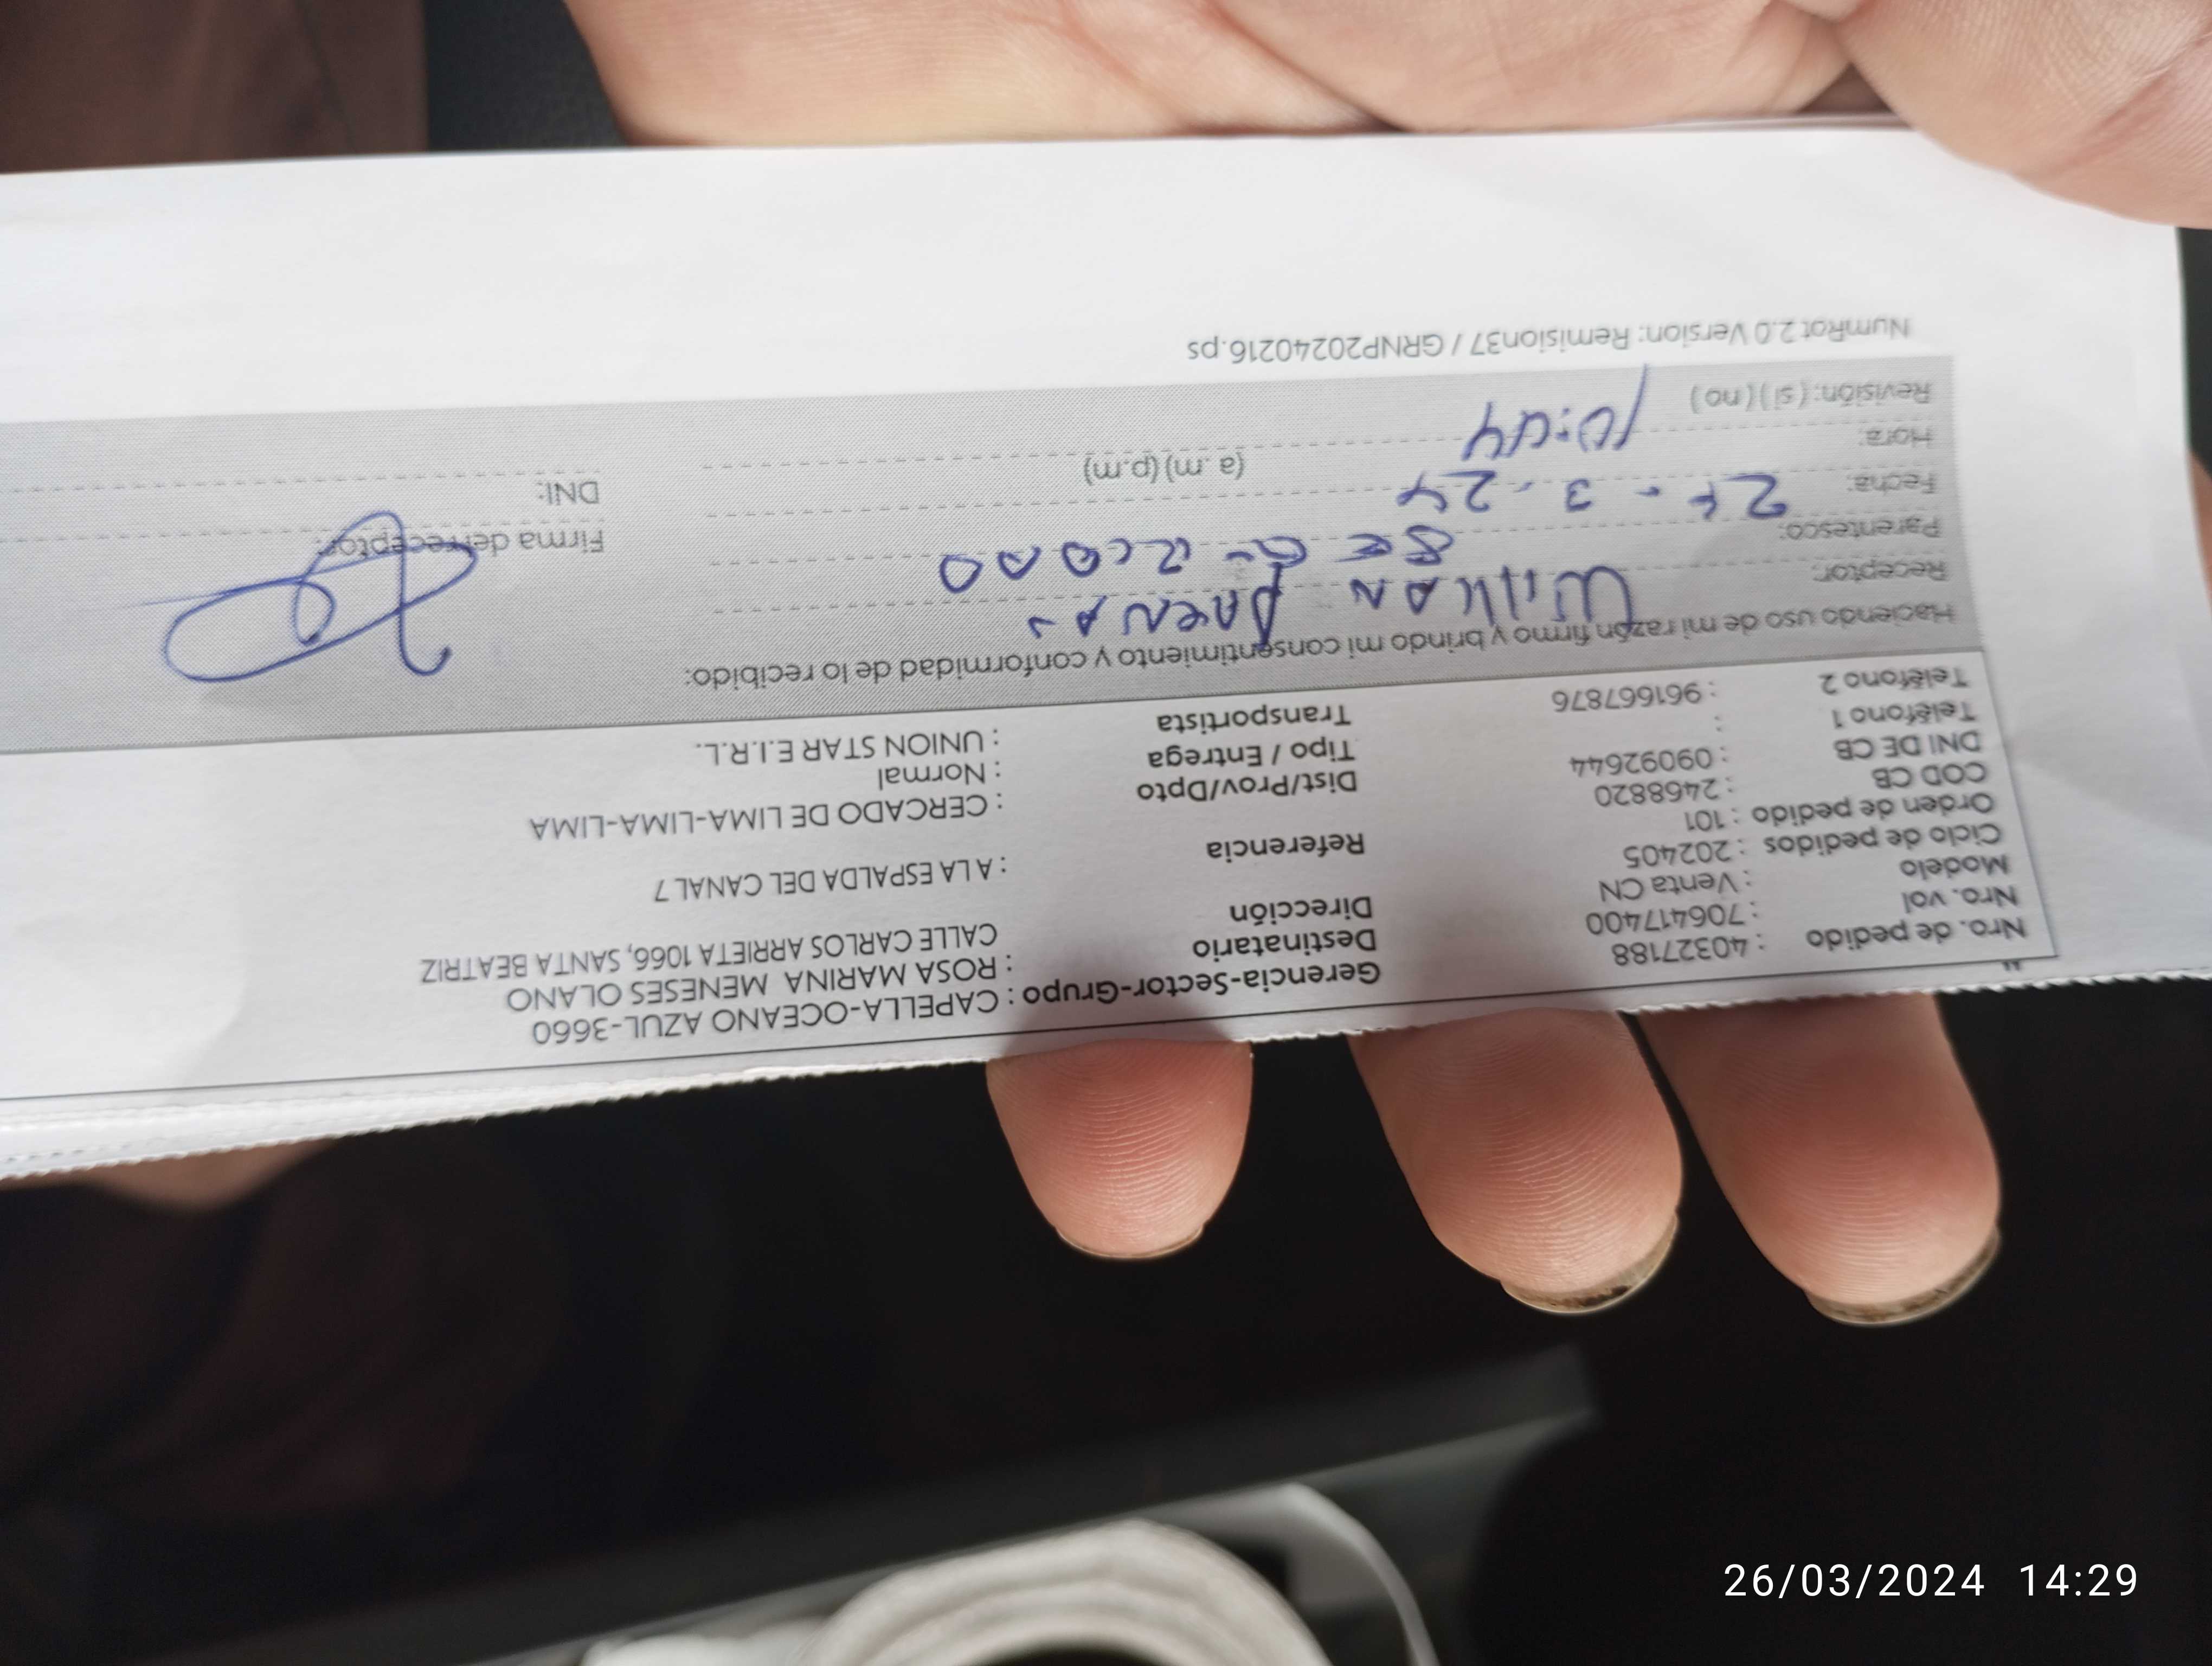 Nro. de pedido : 40327188
Nro. vol : 706417400
Modelo : Venta CN
Ciclo de pedidos : 202405
Orden de pedido : 101
COD CB : 2468820
DNI DE CB : 09092644
Teléfono 1 :
Teléfono 2 : 961667876
Gerencia-Sector-Grupo : CAPELLA-OCEANO AZUL-3660
Destinatario : ROSA MARINA MENESES OLANO
Dirección CALLE CARLOS ARRIETA 1066, SANTA BEATRIZ
Referencia : A LA ESPALDA DEL CANAL 7
Dist/Prov/Dpto : CERCADO DE LIMA-LIMA-LIMA
Tipo / Entrega : Normal
Transportista : UNION STAR E.I.R.L.
Haciendo uso de mi razón firmo y brindo mi consentimiento y conformidad de lo recibido:
Receptor:
Parentesco:
Fecha: - 3 - 24
Hora: 10:44 (a.m) (p.m)
Revisión: (si) (no)
Firma del receptor:
DNI:
NumRot 2.0 Version: Remision37 / GRNP20240216.ps
26/03/2024 14:29